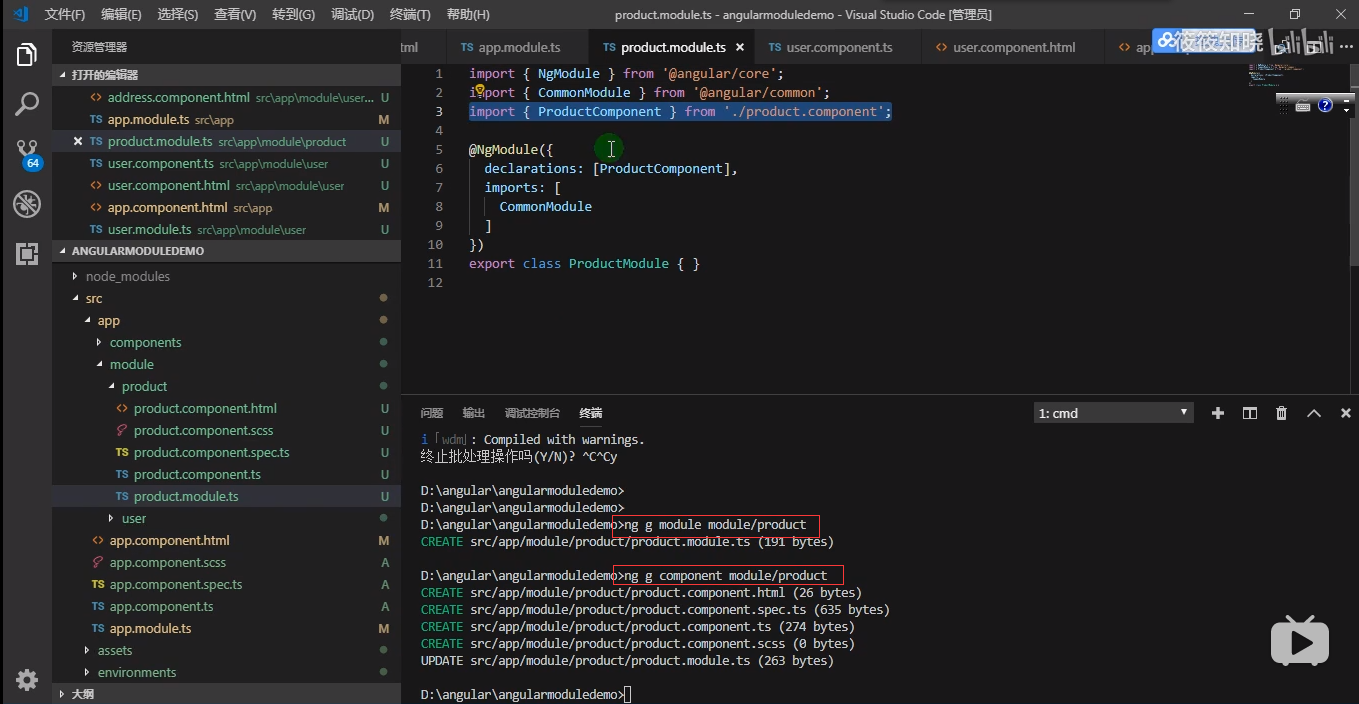 文件(F) 编辑(E) 选择(S) 查看(V) 转到(G) 调试(D) 终端(T) 帮助(H) product.module.ts - angularmoduledemo - Visual Studio Code [管理员]
资源管理器
tml TS app.module.ts TS product.module.ts × TS user.component.ts <> user.component.html <> ap
筱筱知晓 bilibili
打开的编辑器
<> address.component.html src\app\module\user... U
TS app.module.ts src\app M
× TS product.module.ts src\app\module\product U
TS user.component.ts src\app\module\user U
<> user.component.html src\app\module\user U
<> app.component.html src\app M
TS user.module.ts src\app\module\user U
64
ANGULARMODULEDEMO
node_modules
src
app
components
module
product
<> product.component.html U
product.component.scss U
TS product.component.spec.ts U
TS product.component.ts U
TS product.module.ts U
user
<> app.component.html M
app.component.scss A
TS app.component.spec.ts A
TS app.component.ts A
TS app.module.ts M
assets
environments
大纲
1 import { NgModule } from '@angular/core';
2 import { CommonModule } from '@angular/common';
3 import { ProductComponent } from './product.component';
4
5 @NgModule({
6 declarations: [ProductComponent],
7 imports: [
8 CommonModule
9 ]
10 })
11 export class ProductModule { }
12
问题 输出 调试控制台 终端 1: cmd
i ｢wdm｣: Compiled with warnings.
终止批处理操作吗(Y/N)? ^C^Cy
D:\angular\angularmoduledemo>
D:\angular\angularmoduledemo>
D:\angular\angularmoduledemo>ng g module module/product
CREATE src/app/module/product/product.module.ts (191 bytes)
D:\angular\angularmoduledemo>ng g component module/product
CREATE src/app/module/product/product.component.html (26 bytes)
CREATE src/app/module/product/product.component.spec.ts (635 bytes)
CREATE src/app/module/product/product.component.ts (274 bytes)
CREATE src/app/module/product/product.component.scss (0 bytes)
UPDATE src/app/module/product/product.module.ts (263 bytes)
D:\angular\angularmoduledemo>